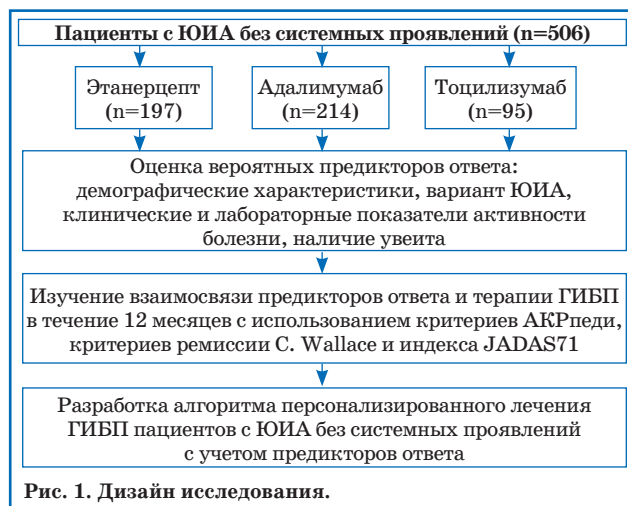 Пациенты с ЮИА без системных проявлений (n=506)
Этанерцепт
(n=197)
Адалимумаб
(n=214)
Тоцилизумаб
(n=95)
Оценка вероятных предикторов ответа:
демографические характеристики, вариант ЮИА,
клинические и лабораторные показатели активности
болезни, наличие увеита
Изучение взаимосвязи предикторов ответа и терапии ГИБП
в течение 12 месяцев с использованием критериев АКРпеди,
критериев ремиссии C. Wallace и индекса JADAS71
Разработка алгоритма персонализированного лечения
ГИБП пациентов с ЮИА без системных проявлений
с учетом предикторов ответа
Рис. 1. Дизайн исследования.